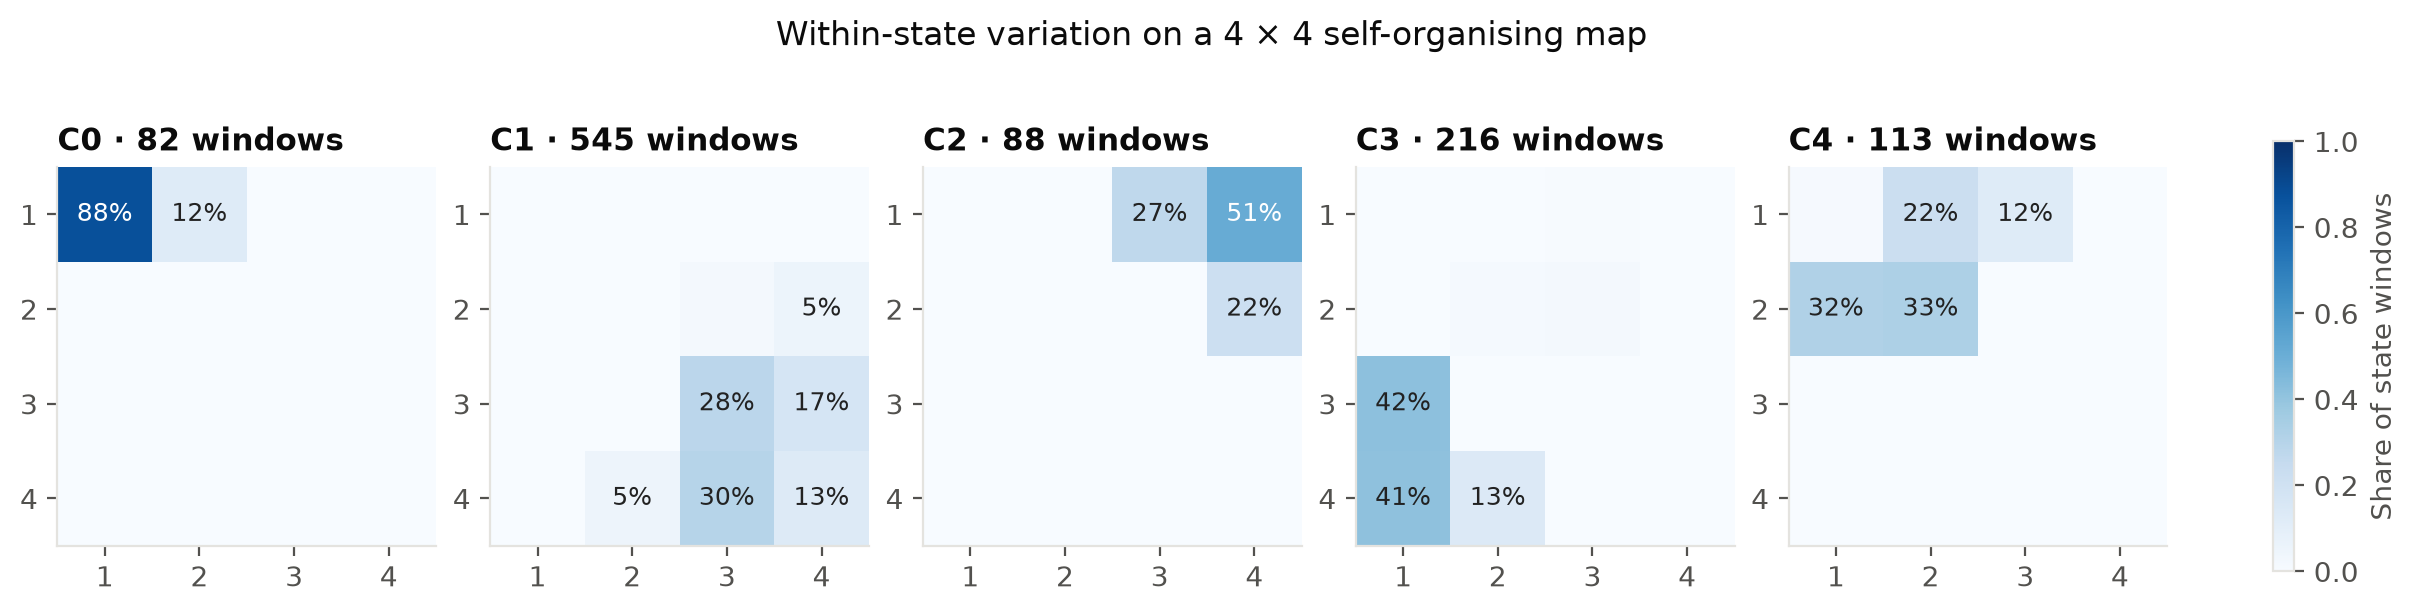 Within-state variation on a 4 × 4 self-organising map
C0 · 82 windows
1
2
3
4
88% 12%
1 2 3 4
C1 · 545 windows
1
2
3
4
5%
28% 17%
5% 30% 13%
1 2 3 4
C2 · 88 windows
1
2
3
4
27% 51%
22%
1 2 3 4
C3 · 216 windows
1
2
3
4
42%
41% 13%
1 2 3 4
C4 · 113 windows
1
2
3
4
22% 12%
32% 33%
1 2 3 4
1.0
0.8
0.6
0.4
0.2
0.0
Share of state windows